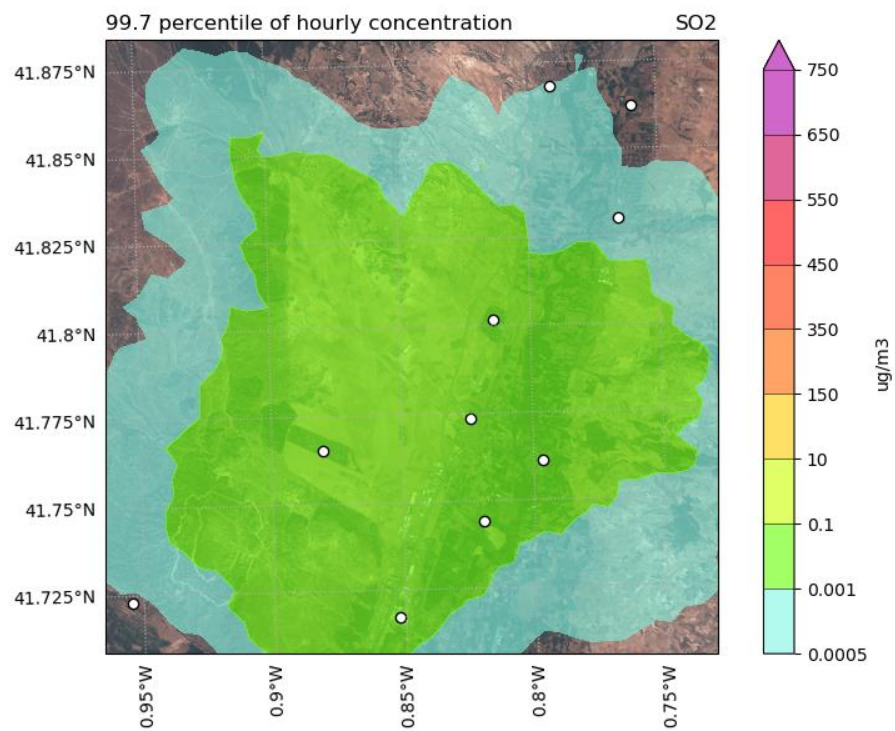 99.7 percentile of hourly concentration SO2
41.875°N
41.85°N
41.825°N
41.8°N
41.775°N
41.75°N
41.725°N
0.95°W
0.9°W
0.85°W
0.8°W
0.75°W
750
650
550
450
350
150
10
0.1
0.001
0.0005
ug/m3